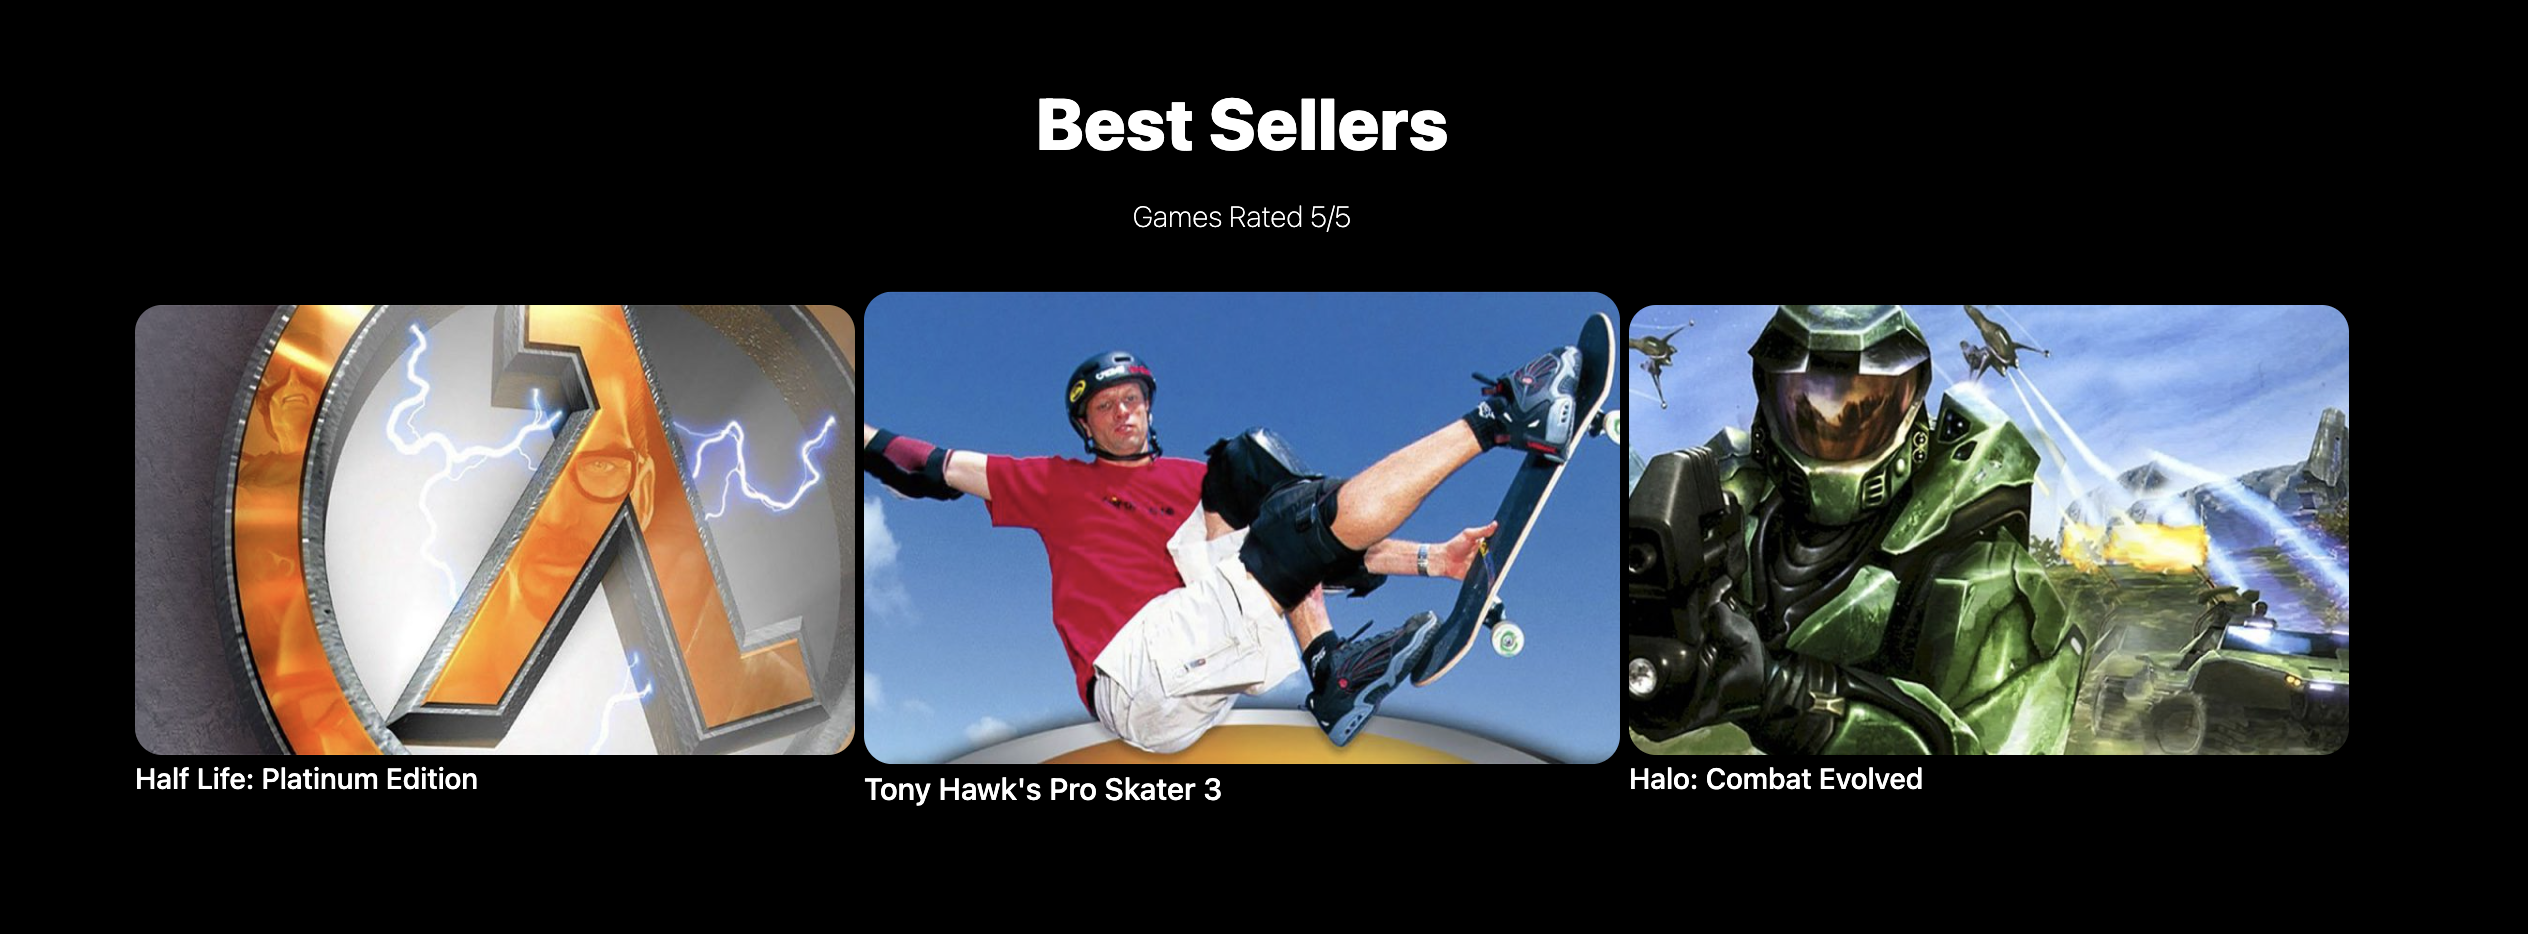 Best Sellers
Games Rated 5/5
Half Life: Platinum Edition
Tony Hawk's Pro Skater 3
Halo: Combat Evolved